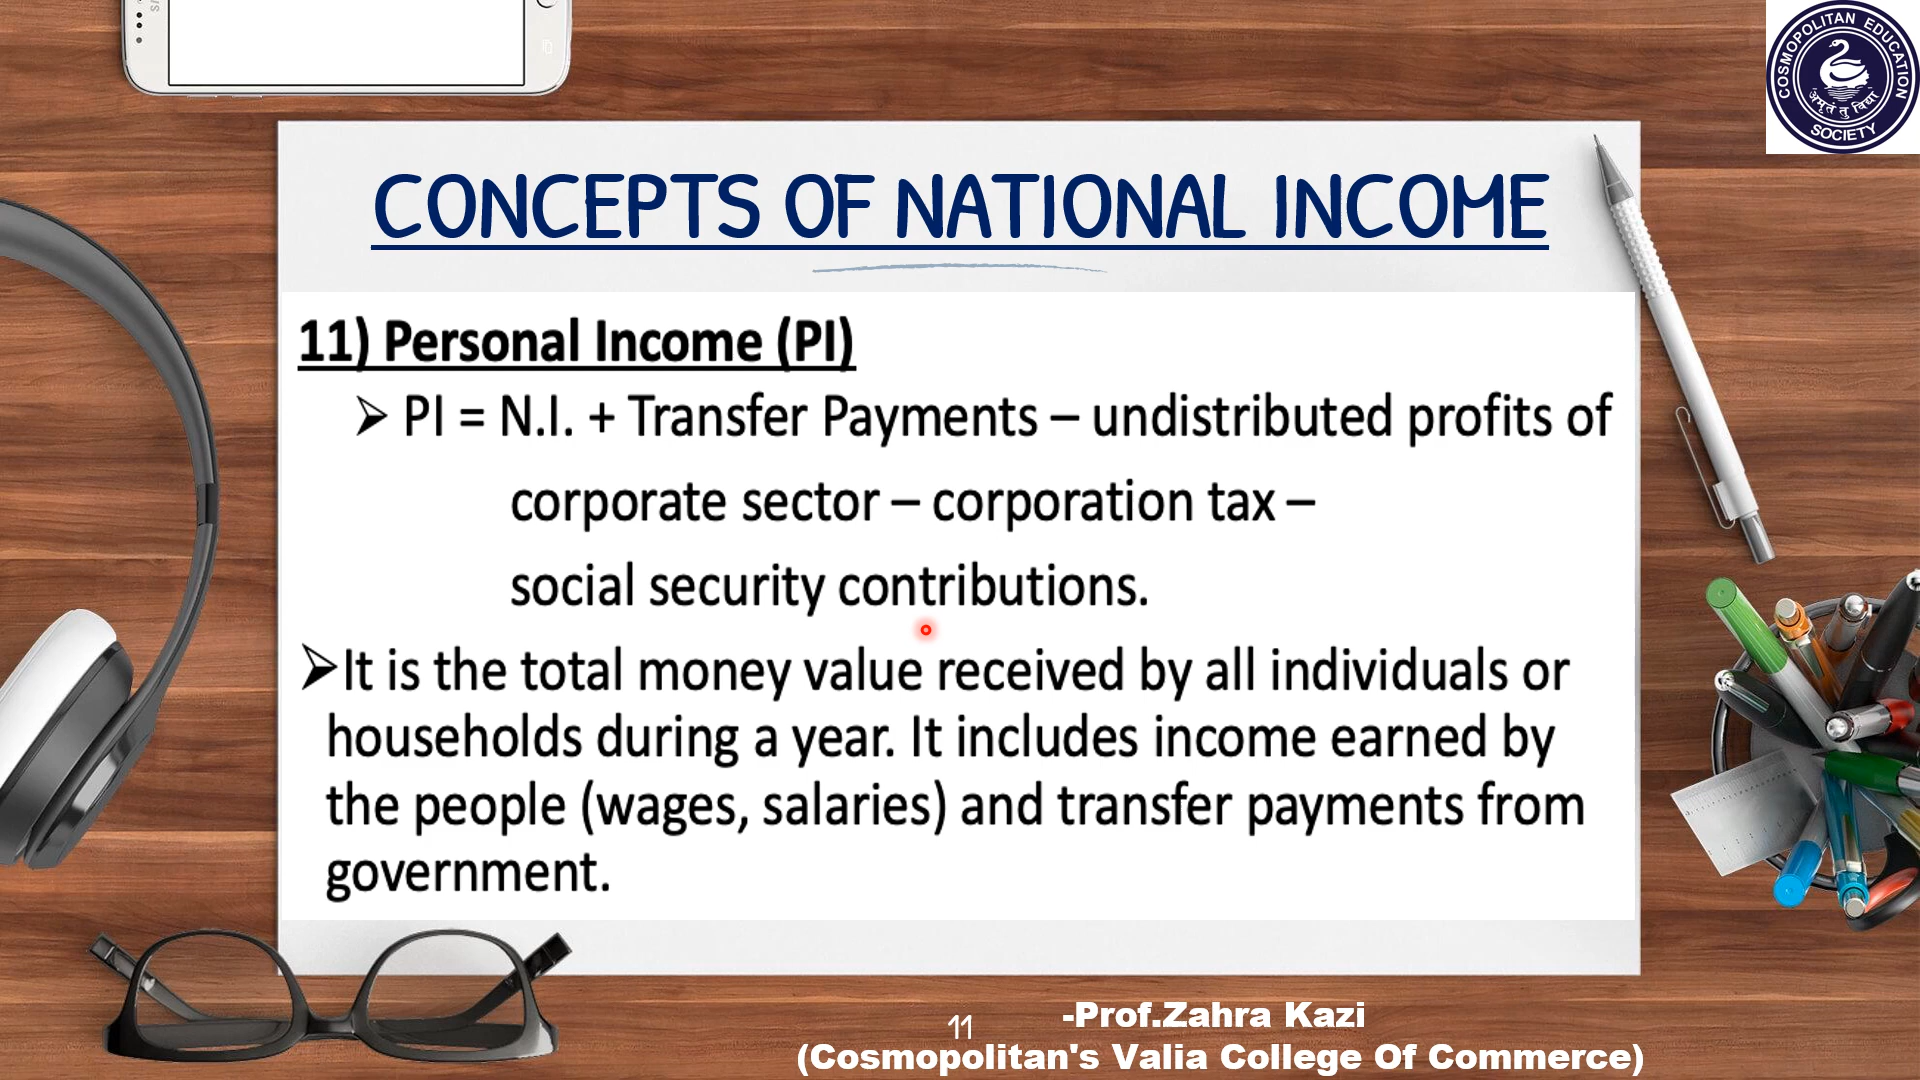 COSMOPOLITAN EDUCATION
अमृतं तु विद्या
SOCIETY
CONCEPTS OF NATIONAL INCOME
11) Personal Income (PI)
➢ PI = N.I. + Transfer Payments – undistributed profits of
corporate sector – corporation tax –
social security contributions.
➢It is the total money value received by all individuals or
households during a year. It includes income earned by
the people (wages, salaries) and transfer payments from
government.
11
-Prof.Zahra Kazi
(Cosmopolitan's Valia College Of Commerce)